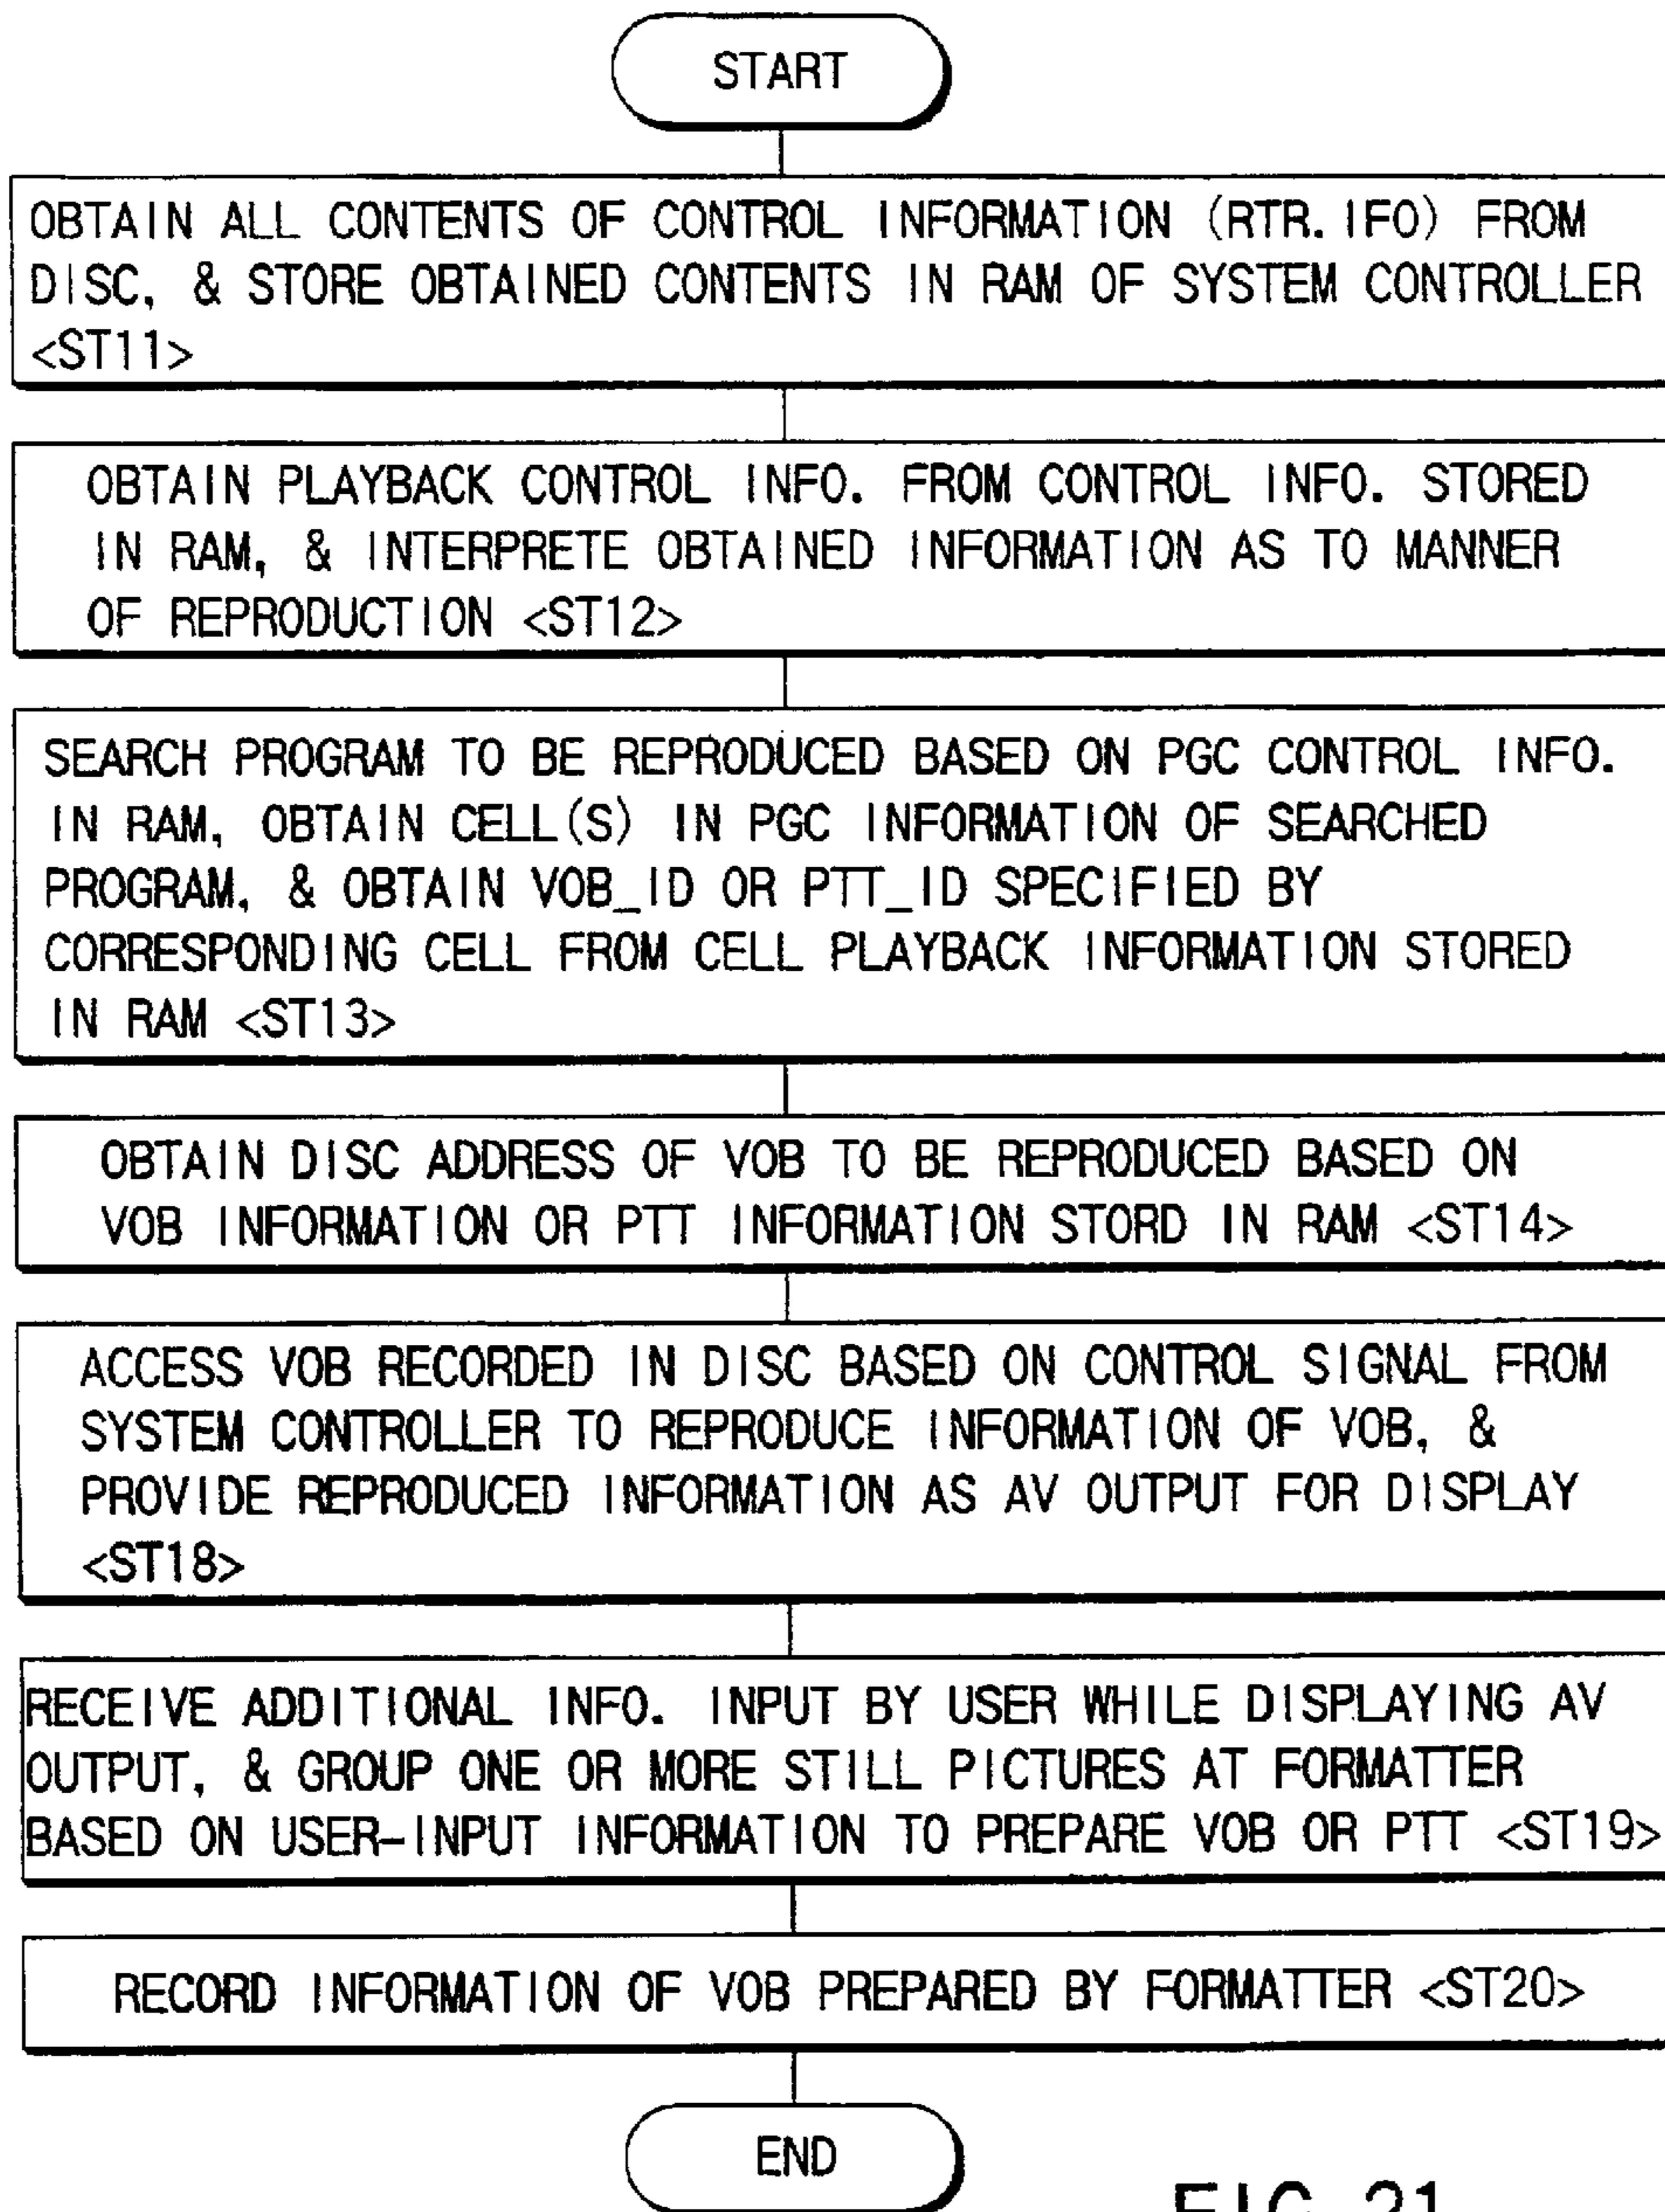 START
OBTAIN ALL CONTENTS OF CONTROL INFORMATION (RTR.IFO) FROM
DISC, & STORE OBTAINED CONTENTS IN RAM OF SYSTEM CONTROLLER
<ST11>
OBTAIN PLAYBACK CONTROL INFO. FROM CONTROL INFO. STORED
IN RAM, & INTERPRETE OBTAINED INFORMATION AS TO MANNER
OF REPRODUCTION <ST12>
SEARCH PROGRAM TO BE REPRODUCED BASED ON PGC CONTROL INFO.
IN RAM, OBTAIN CELL(S) IN PGC INFORMATION OF SEARCHED
PROGRAM, & OBTAIN VOB_ID OR PTT_ID SPECIFIED BY
CORRESPONDING CELL FROM CELL PLAYBACK INFORMATION STORED
IN RAM <ST13>
OBTAIN DISC ADDRESS OF VOB TO BE REPRODUCED BASED ON
VOB INFORMATION OR PTT INFORMATION STORD IN RAM <ST14>
ACCESS VOB RECORDED IN DISC BASED ON CONTROL SIGNAL FROM
SYSTEM CONTROLLER TO REPRODUCE INFORMATION OF VOB, &
PROVIDE REPRODUCED INFORMATION AS AV OUTPUT FOR DISPLAY
<ST18>
RECEIVE ADDITIONAL INFO. INPUT BY USER WHILE DISPLAYING AV
OUTPUT, & GROUP ONE OR MORE STILL PICTURES AT FORMATTER
BASED ON USER-INPUT INFORMATION TO PREPARE VOB OR PTT <ST19>
RECORD INFORMATION OF VOB PREPARED BY FORMATTER <ST20>
END
FIG. 21